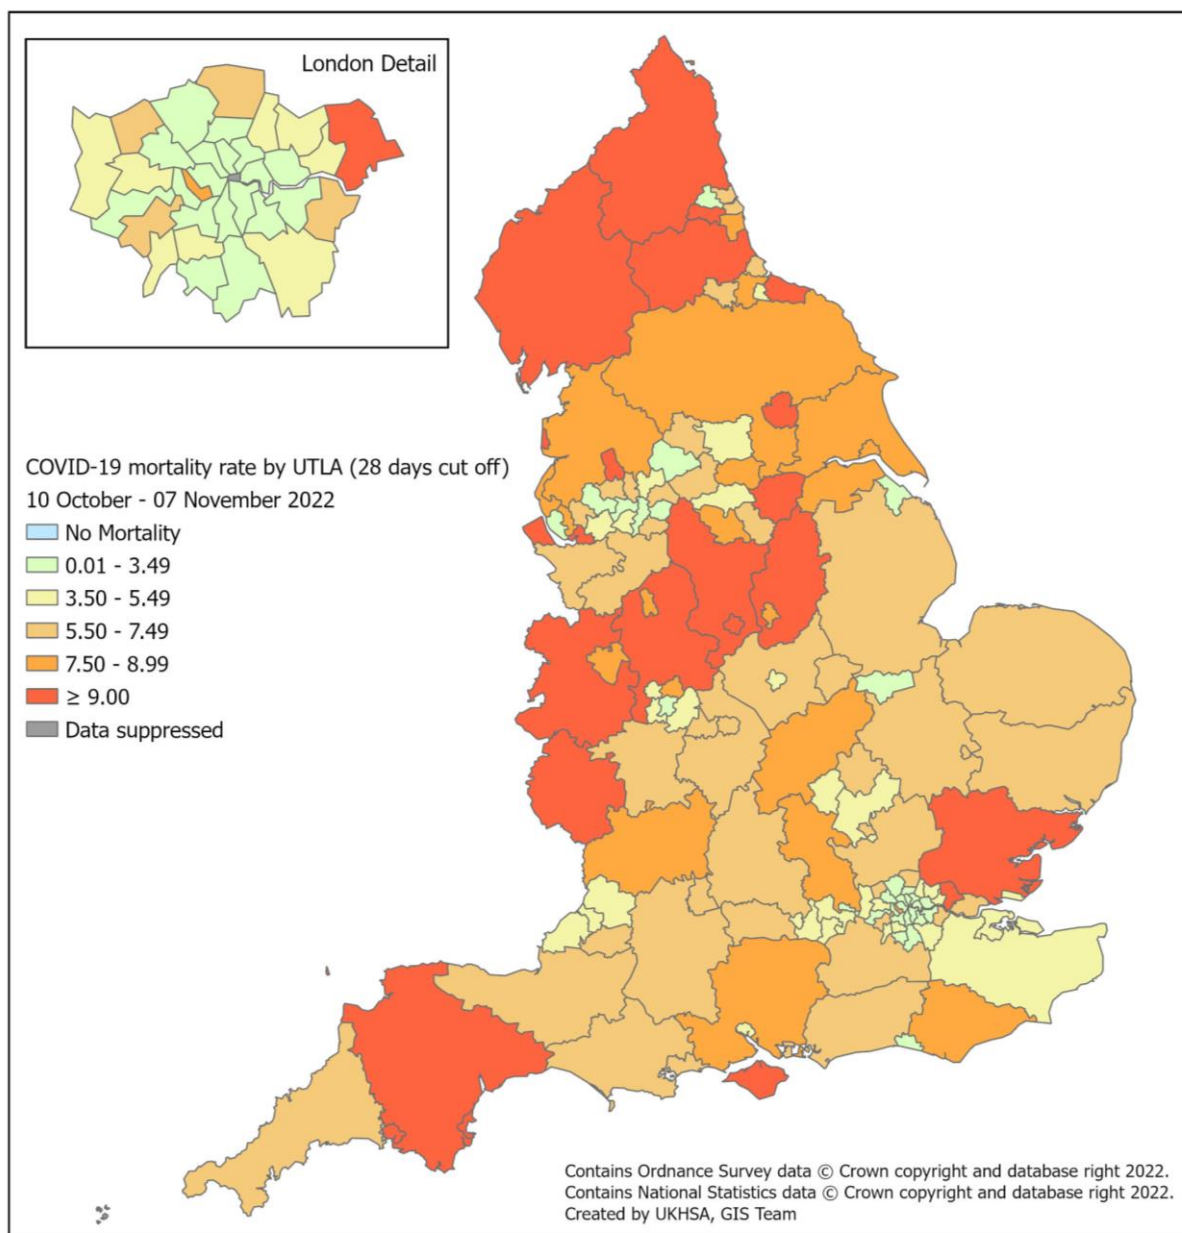 London Detail
COVID-19 mortality rate by UTLA (28 days cut off)
10 October - 07 November 2022
No Mortality
0.01 - 3.49
3.50 - 5.49
5.50 - 7.49
7.50 - 8.99
≥ 9.00
Data suppressed
Contains Ordnance Survey data © Crown copyright and database right 2022.
Contains National Statistics data © Crown copyright and database right 2022.
Created by UKHSA, GIS Team